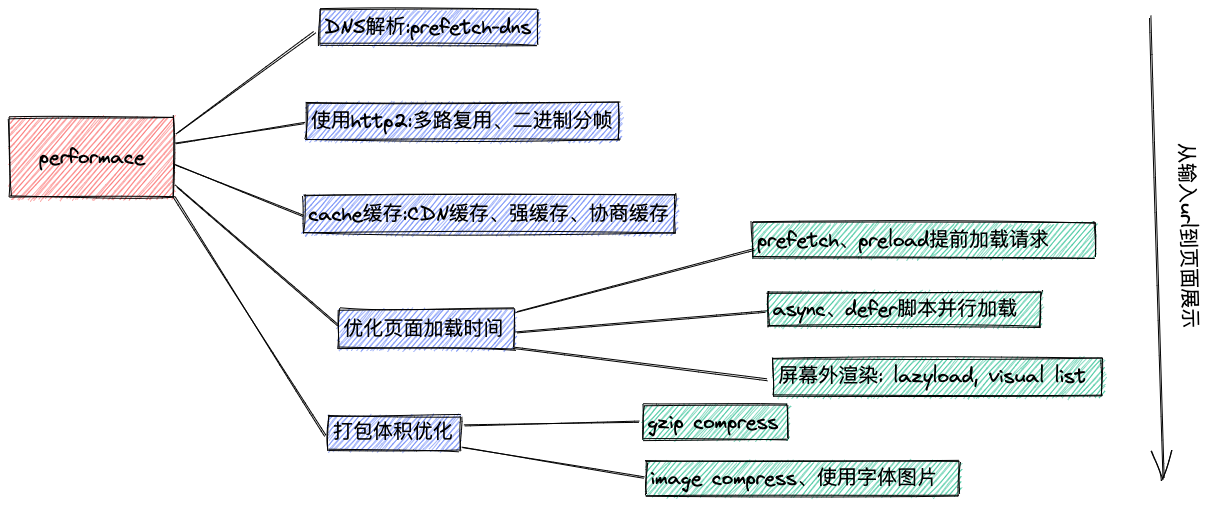 performace
DNS解析:prefetch-dns
使用http2:多路复用、二进制分帧
cache缓存:CDN缓存、强缓存、协商缓存
优化页面加载时间
prefetch、preload提前加载请求
async、defer脚本并行加载
屏幕外渲染: lazyload, visual list
打包体积优化
gzip compress
image compress、使用字体图片
从输入url到页面展示